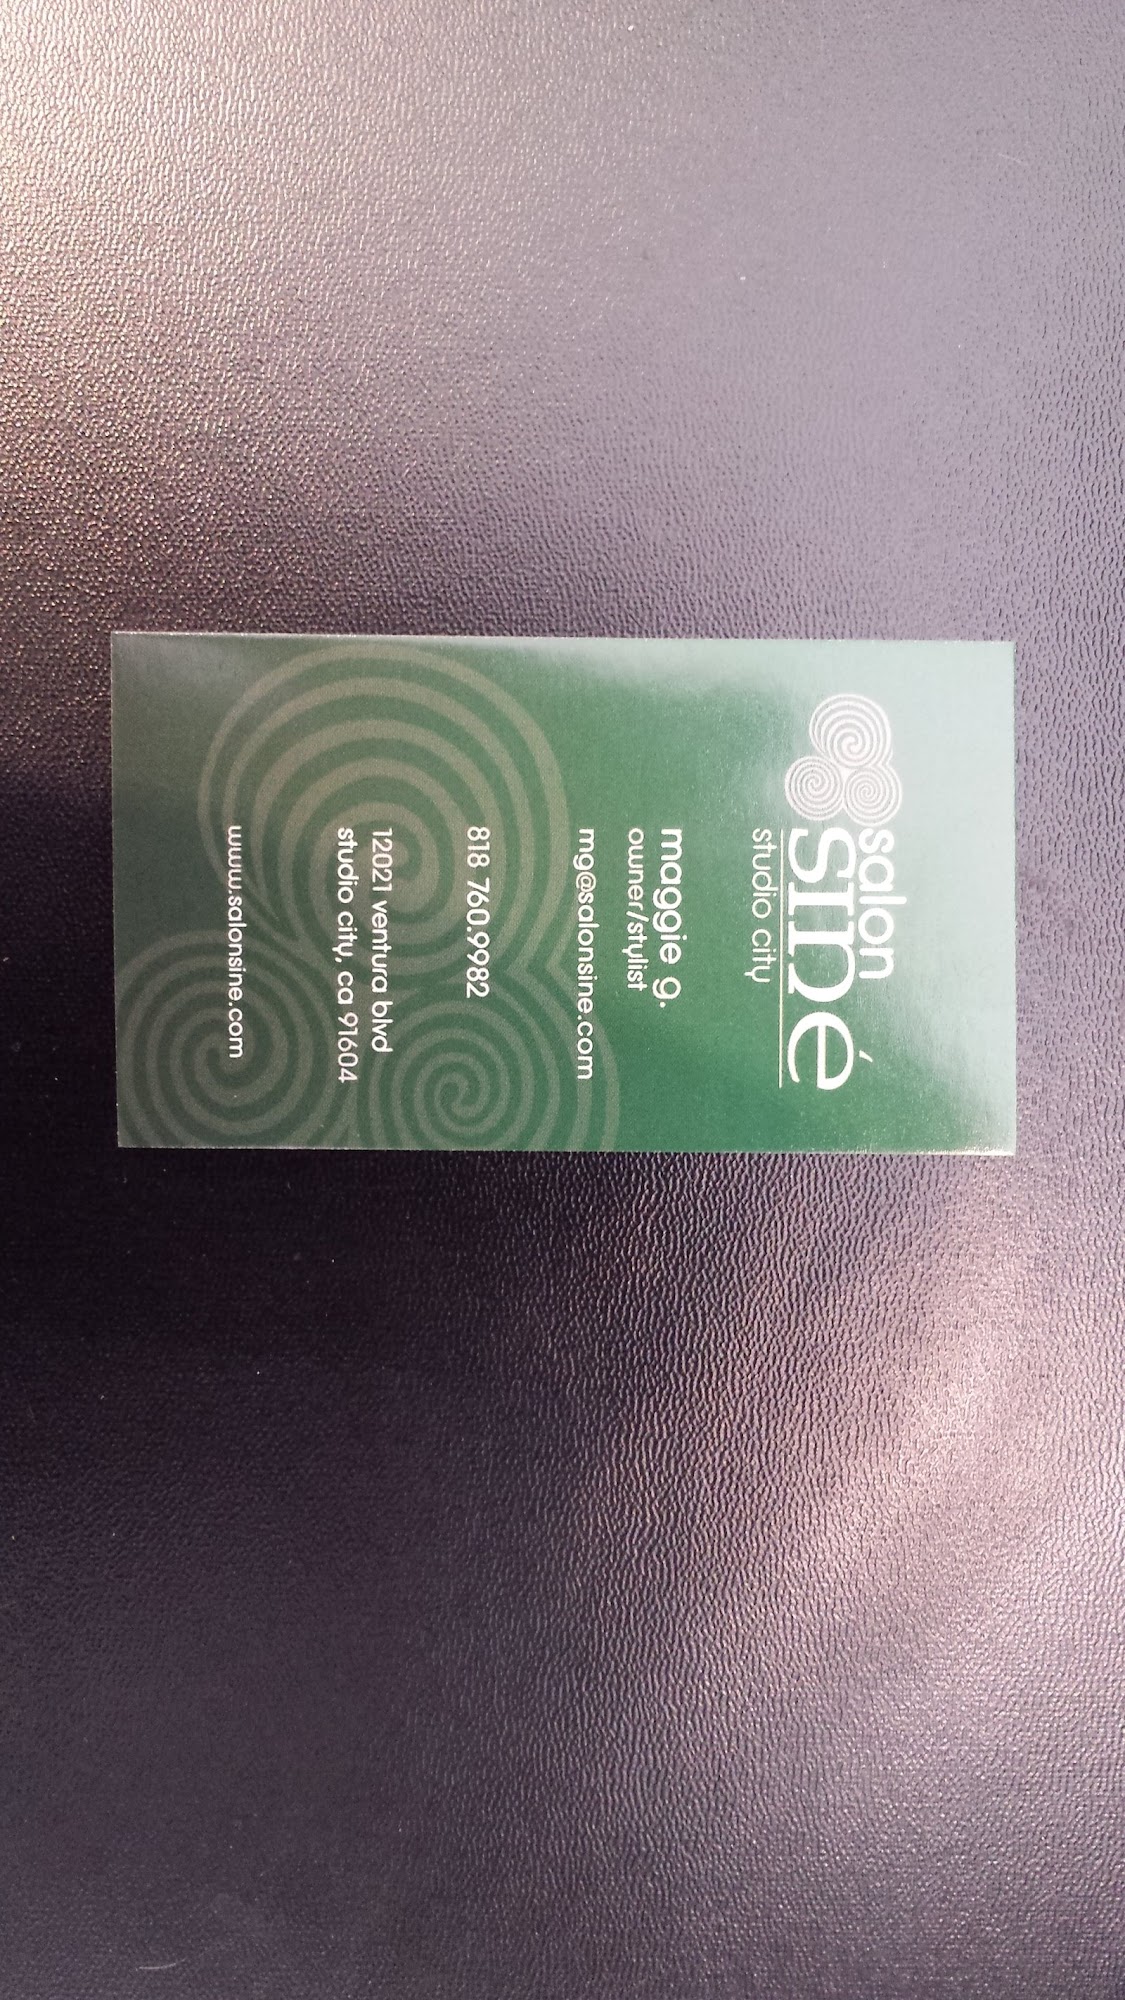 salon
siné
studio city
maggie g.
owner/stylist
mg@salonsine.com
818 760.9982
12021 ventura blvd
studio city, ca 91604
www.salonsine.com